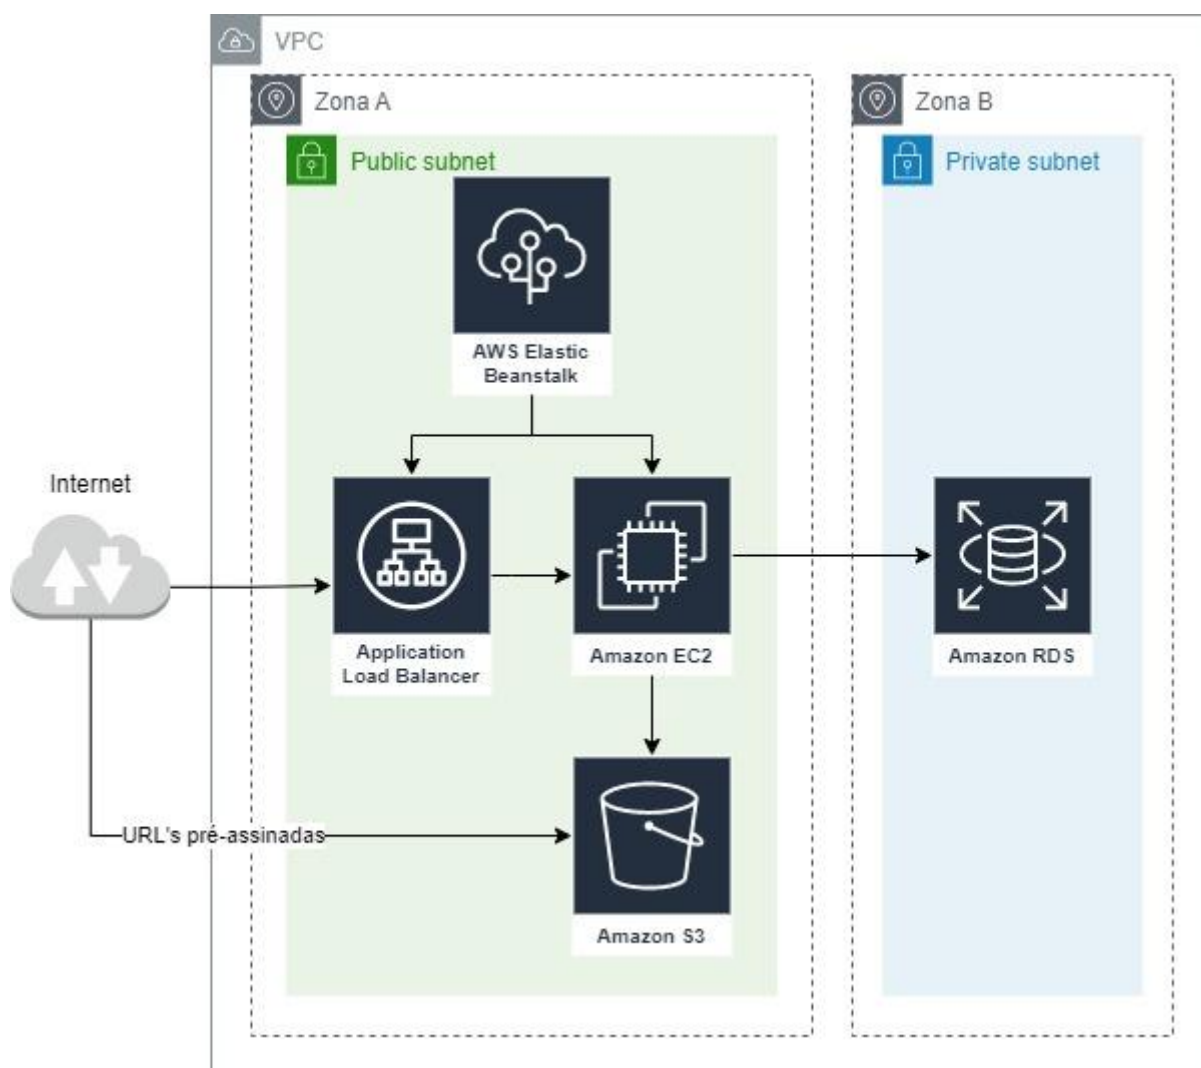 VPC
Zona A
Zona B
Public subnet
Private subnet
AWS Elastic
Beanstalk
Internet
Application
Load Balancer
Amazon EC2
Amazon RDS
URL's pré-assinadas
Amazon S3